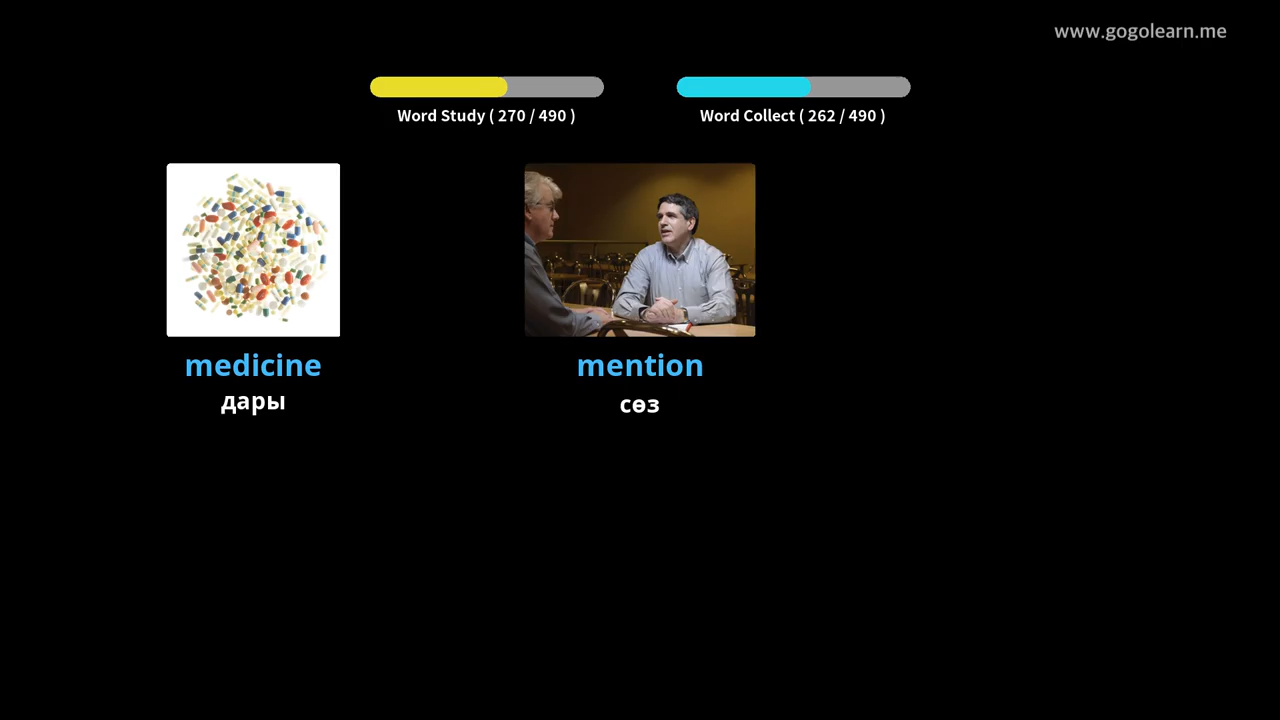 www.gogolearn.me
Word Study ( 270 / 490 )
Word Collect ( 262 / 490 )
medicine
дары
mention
сөз